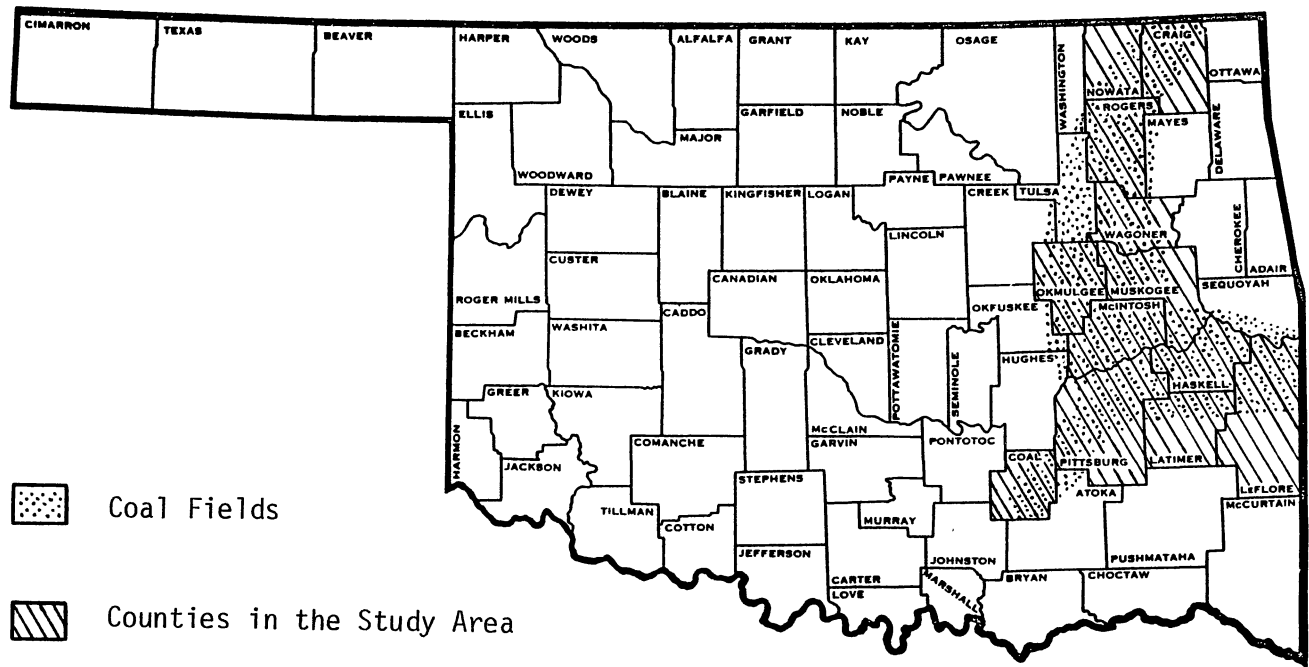 CIMARRON
TEXAS
BEAVER
HARPER
WOODS
ALFALFA
GRANT
KAY
OSAGE
WASHINGTON
NOWATA
CRAIG
OTTAWA
ELLIS
WOODWARD
MAJOR
GARFIELD
NOBLE
ROGERS
MAYES
DELAWARE
DEWEY
BLAINE
KINGFISHER
LOGAN
PAYNE
PAWNEE
CREEK
TULSA
LINCOLN
WAGONER
CHEROKEE
ADAIR
CUSTER
CANADIAN
OKLAHOMA
OKMULGEE
MUSKOGEE
SEQUOYAH
ROGER MILLS
CADDO
OKFUSKEE
McINTOSH
BECKHAM
WASHITA
GRADY
CLEVELAND
POTTAWATOMIE
SEMINOLE
HUGHES
HASKELL
GREER
KIOWA
HARMON
JACKSON
COMANCHE
McCLAIN
GARVIN
PONTOTOC
COAL
PITTSBURG
LATIMER
LeFLORE
STEPHENS
ATOKA
McCURTAIN
TILLMAN
COTTON
MURRAY
JEFFERSON
JOHNSTON
PUSHMATAHA
CARTER
LOVE
MARSHALL
BRYAN
CHOCTAW
Coal Fields
Counties in the Study Area